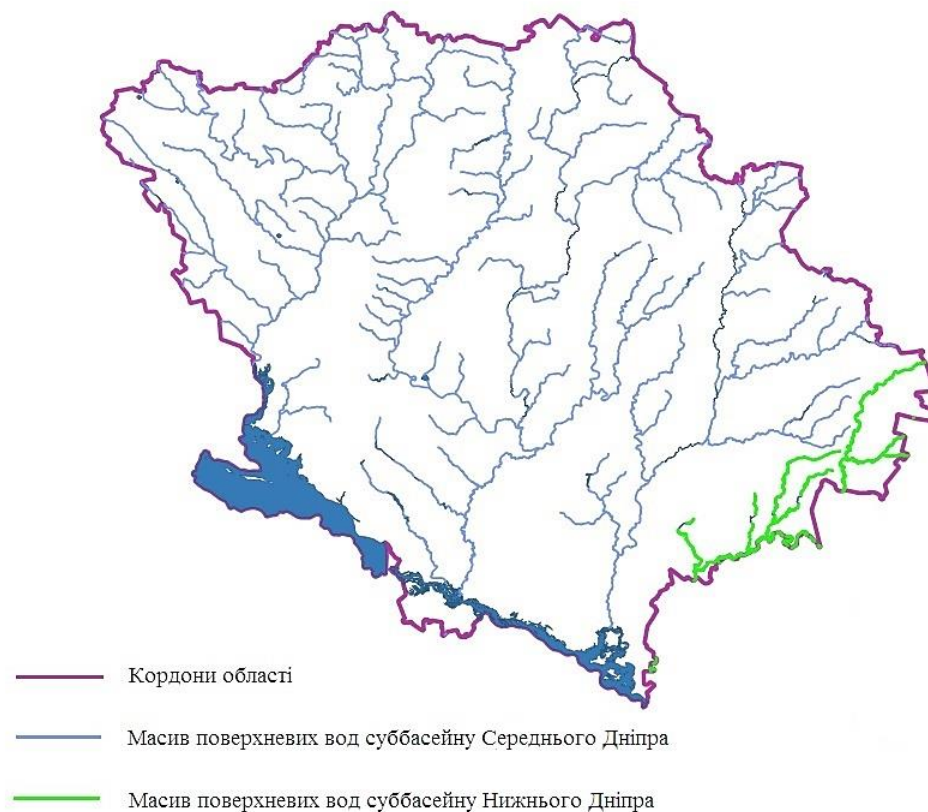 Кордони області
Масив поверхневих вод суббасейну Середнього Дніпра
Масив поверхневих вод суббасейну Нижнього Дніпра